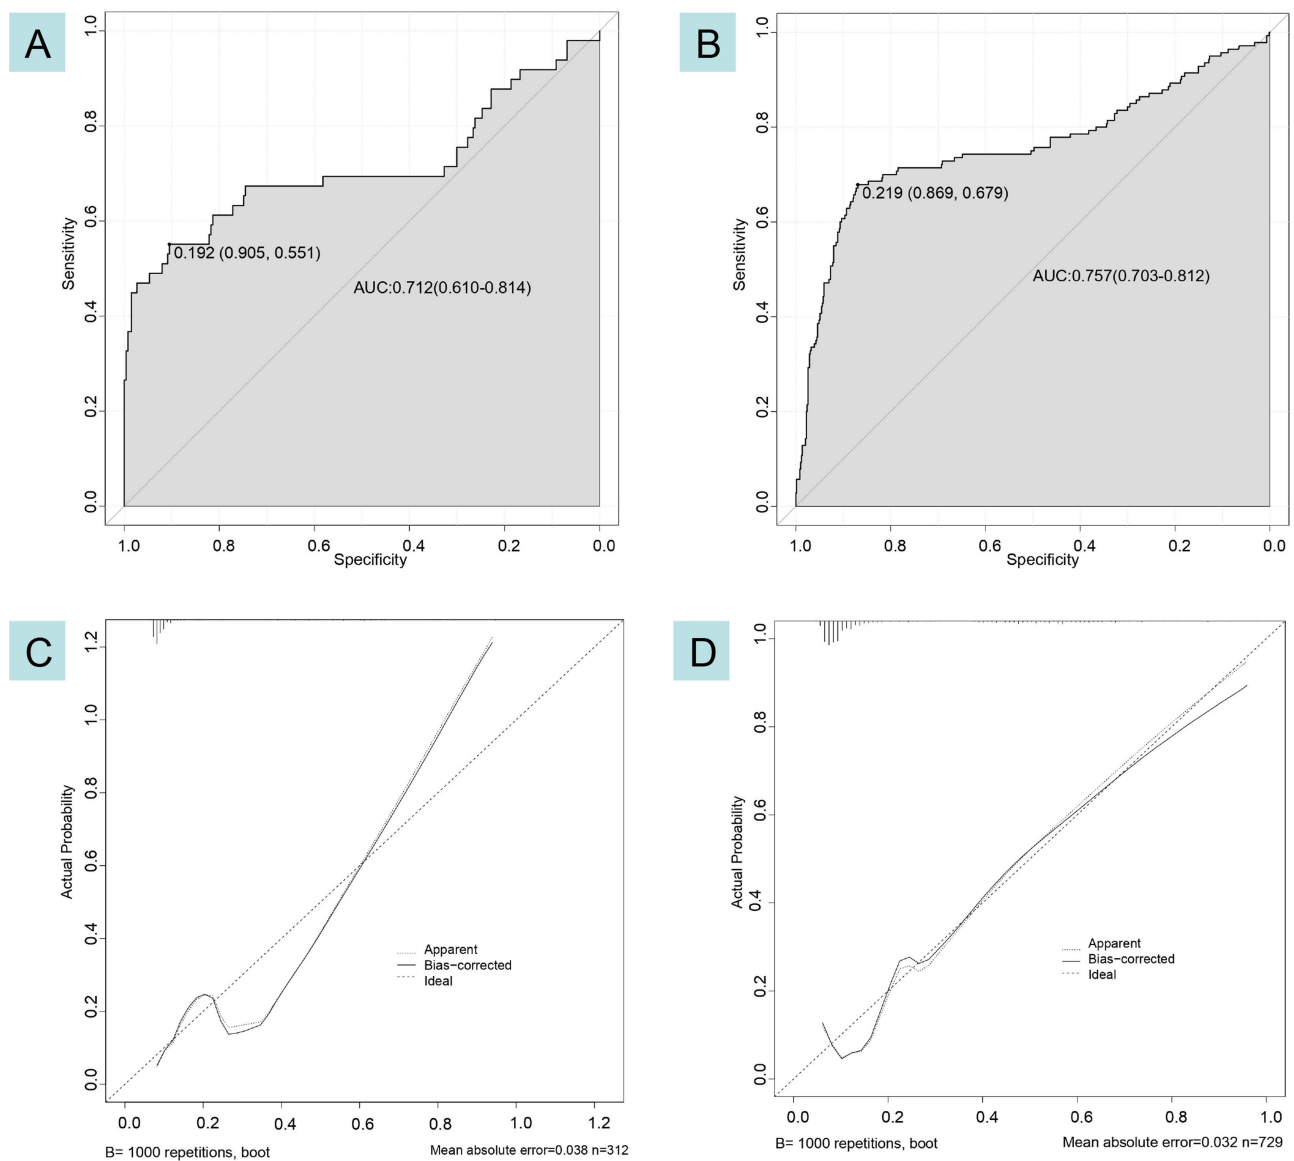 A
1.0
0.8
0.6
0.4
0.2
0.0
Sensitivity
0.192 (0.905, 0.551)
AUC:0.712(0.610-0.814)
1.0 0.8 0.6 0.4 0.2 0.0
Specificity
B
1.0
0.8
0.6
0.4
0.2
0.0
Sensitivity
0.219 (0.869, 0.679)
AUC:0.757(0.703-0.812)
1.0 0.8 0.6 0.4 0.2 0.0
Specificity
C
1.2
1.0
0.8
0.6
0.4
0.2
0.0
Actual Probability
Apparent
Bias-corrected
Ideal
0.0 0.2 0.4 0.6 0.8 1.0 1.2
B= 1000 repetitions, boot
Mean absolute error=0.038 n=312
D
1.0
0.8
0.6
0.4
0.2
0.0
Actual Probability
Apparent
Bias-corrected
Ideal
0.0 0.2 0.4 0.6 0.8 1.0
B= 1000 repetitions, boot
Mean absolute error=0.032 n=729